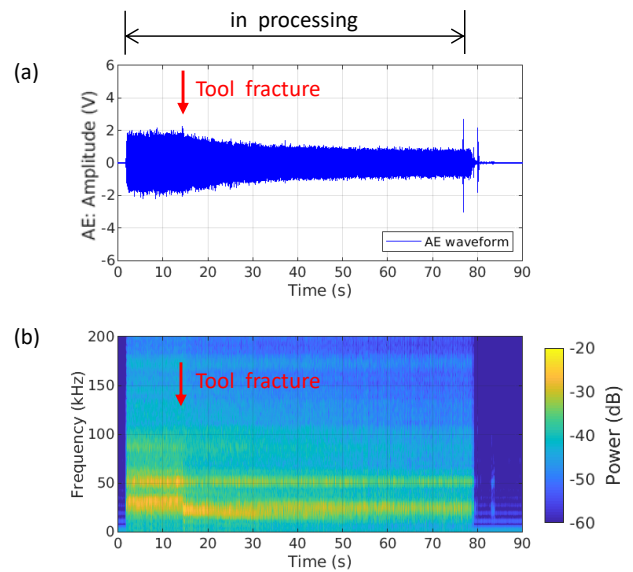 in processing
(a)
Tool fracture
AE: Amplitude (V)
6
4
2
0
-2
-4
-6
AE waveform
0 10 20 30 40 50 60 70 80 90
Time (s)
(b)
Tool fracture
Frequency (kHz)
200
150
100
50
0
0 10 20 30 40 50 60 70 80 90
Time (s)
-20
-30
-40
-50
-60
Power (dB)